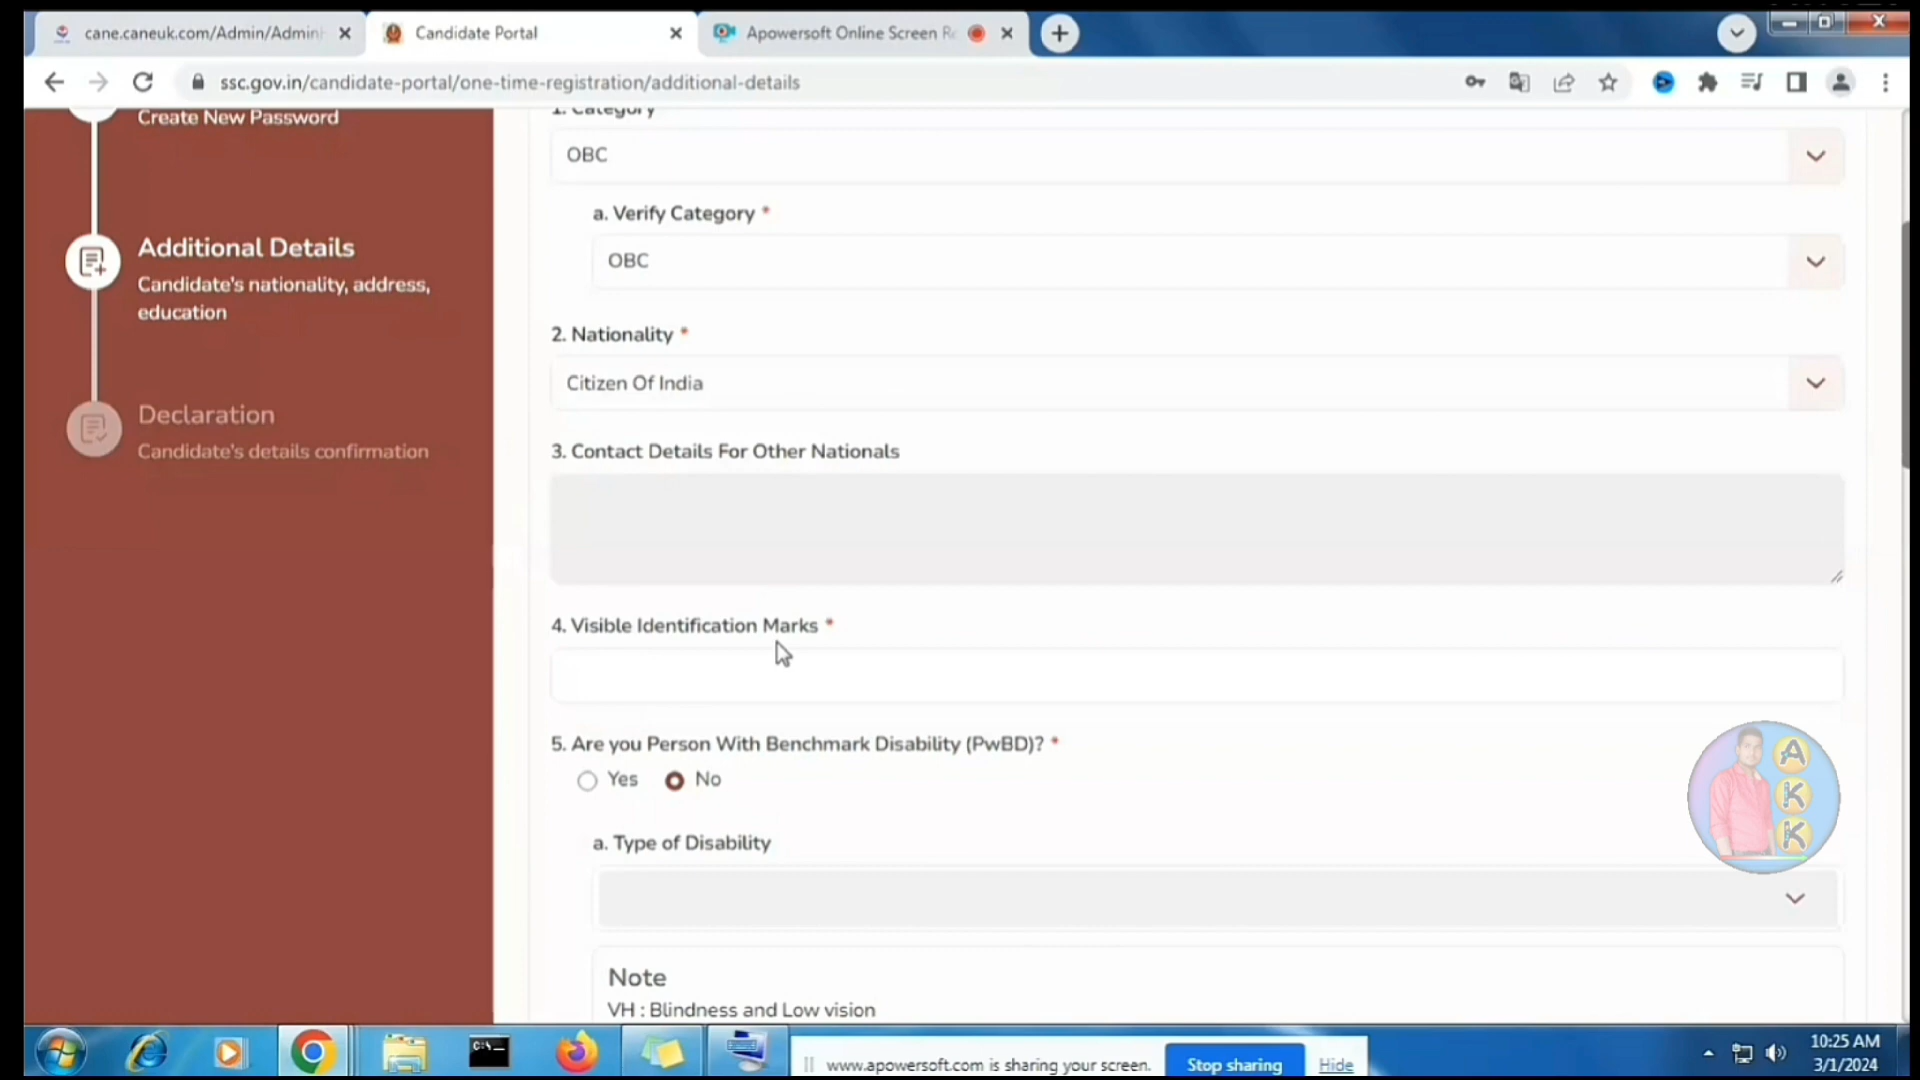 cane.caneuk.com/Admin/AdminH
Candidate Portal
Apowersoft Online Screen Re
ssc.gov.in/candidate-portal/one-time-registration/additional-details
Create New Password
1. Category
OBC
a. Verify Category *
OBC
Additional Details
Candidate's nationality, address,
education
2. Nationality *
Citizen Of India
Declaration
Candidate's details confirmation
3. Contact Details For Other Nationals
4. Visible Identification Marks *
5. Are you Person With Benchmark Disability (PwBD)? *
Yes No
a. Type of Disability
Note
VH : Blindness and Low vision
A
K
K
www.apowersoft.com is sharing your screen.
Stop sharing
Hide
10:25 AM
3/1/2024